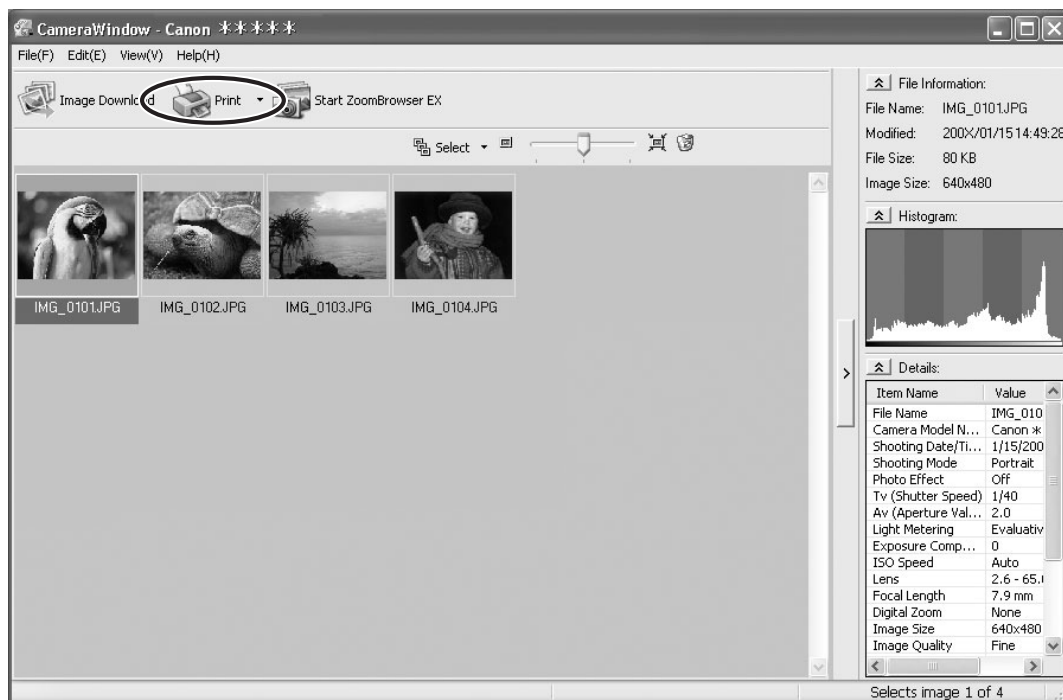 CameraWindow - Canon *****
File(F) Edit(E) View(V) Help(H)
Image Downl Print Start ZoomBrowser EX
Select
IMG_0101.JPG IMG_0102.JPG IMG_0103.JPG IMG_0104.JPG
File Information:
File Name: IMG_0101.JPG
Modified: 200X/01/15 14:49:28
File Size: 80 KB
Image Size: 640x480
Histogram:
Details:
Item Name Value
File Name IMG_010
Camera Model N... Canon *
Shooting Date/Ti... 1/15/200
Shooting Mode Portrait
Photo Effect Off
Tv (Shutter Speed) 1/40
Av (Aperture Val... 2.0
Light Metering Evaluativ
Exposure Comp... 0
ISO Speed Auto
Lens 2.6 - 65.
Focal Length 7.9 mm
Digital Zoom None
Image Size 640x480
Image Quality Fine
Selects image 1 of 4